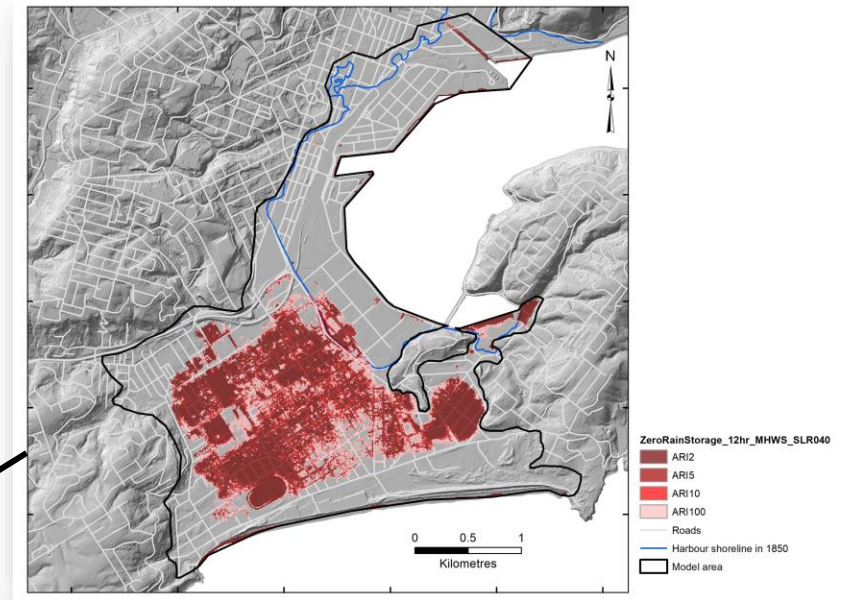 N
ZeroRainStorage_12hr_MHWS_SLR040
ARI2
ARI5
ARI10
ARI100
Roads
Harbour shoreline in 1850
Model area
0 0.5 1
Kilometres